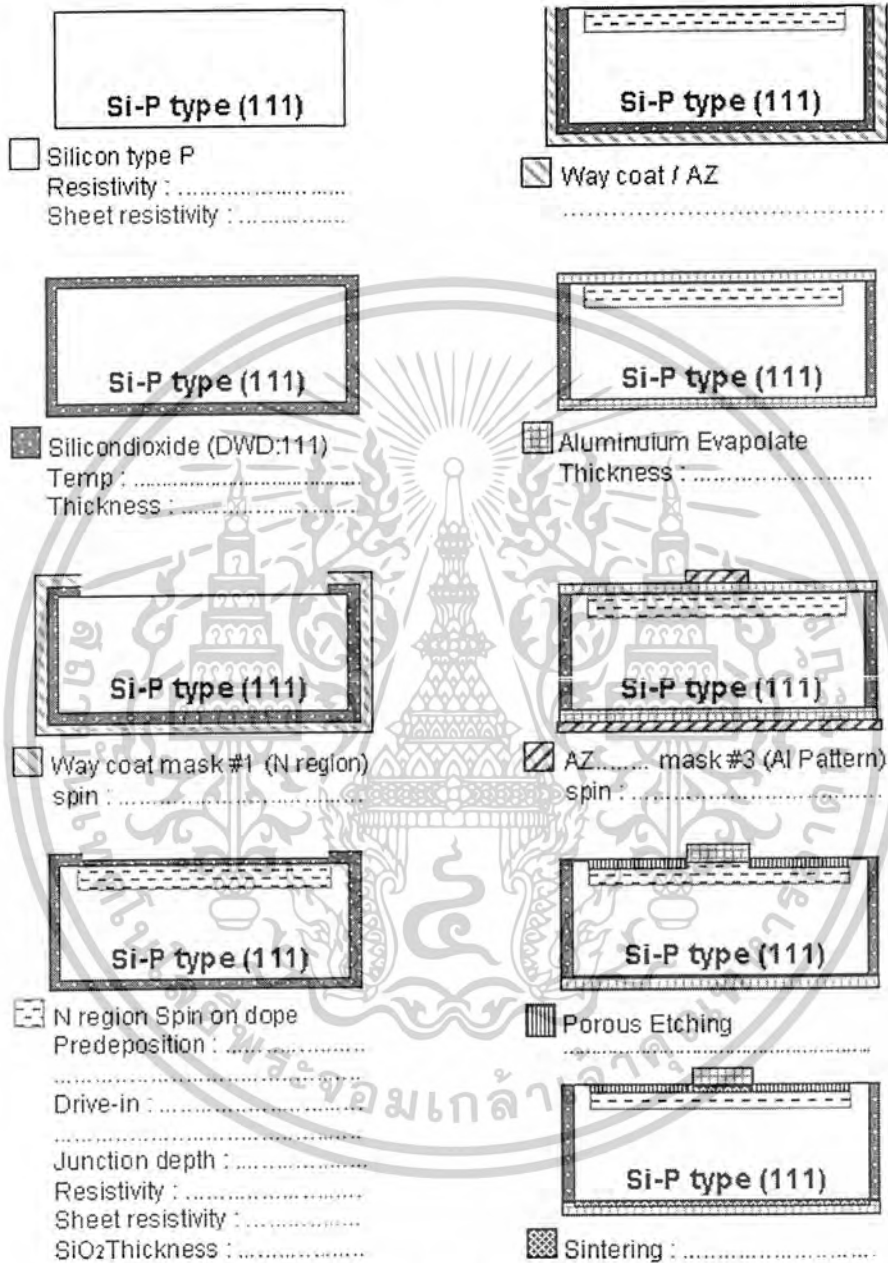 Si-P type (111)
Silicon type P
Resistivity : ........................
Sheet resistivity : ................
Si-P type (111)
Silicondioxide (DWD:111)
Temp : ................................
Thickness : .........................
Si-P type (111)
Way coat mask #1 (N region)
spin : ..................................
Si-P type (111)
N region Spin on dope
Predeposition : ...................
...........................................
Drive-in : ............................
...........................................
Junction depth : ..................
Resistivity : ........................
Sheet resistivity : ................
SiO2Thickness : .................
Si-P type (111)
Way coat / AZ
.............................................
Si-P type (111)
Aluminuium Evapolate
Thickness : .........................
Si-P type (111)
AZ....... mask #3 (Al Pattern)
spin : ..................................
Si-P type (111)
Porous Etching
...........................................
Si-P type (111)
Sintering : ...........................